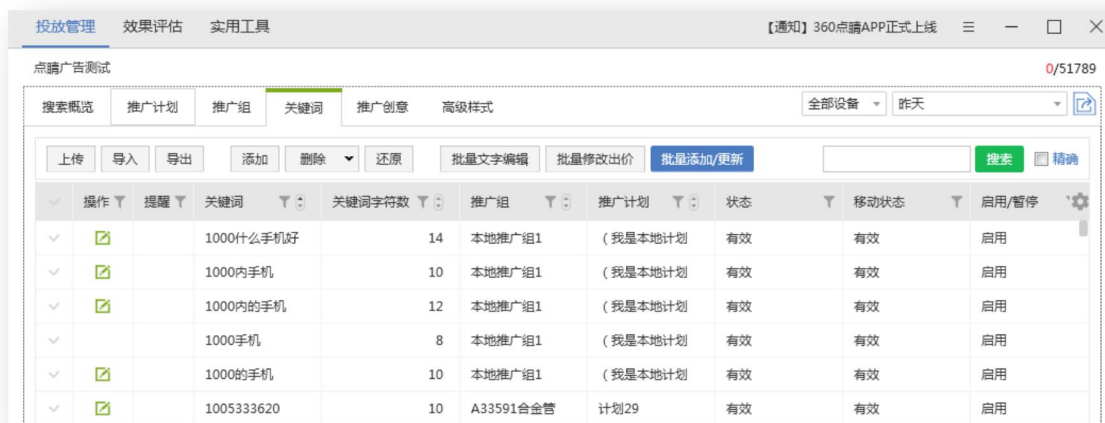 投放管理 效果评估 实用工具 【通知】360点睛APP正式上线
点睛广告测试 0/51789
搜索概览 推广计划 推广组 关键词 推广创意 高级样式 全部设备 昨天
上传 导入 导出 添加 删除 还原 批量文字编辑 批量修改出价 批量添加/更新 搜索 精确
操作 提醒 关键词 关键词字符数 推广组 推广计划 状态 移动状态 启用/暂停
1000什么手机好 14 本地推广组1 (我是本地计划 有效 有效 启用
1000内手机 10 本地推广组1 (我是本地计划 有效 有效 启用
1000内的手机 12 本地推广组1 (我是本地计划 有效 有效 启用
1000手机 8 本地推广组1 (我是本地计划 有效 有效 启用
1000的手机 10 本地推广组1 (我是本地计划 有效 有效 启用
1005333620 10 A33591合金管 计划29 有效 有效 启用